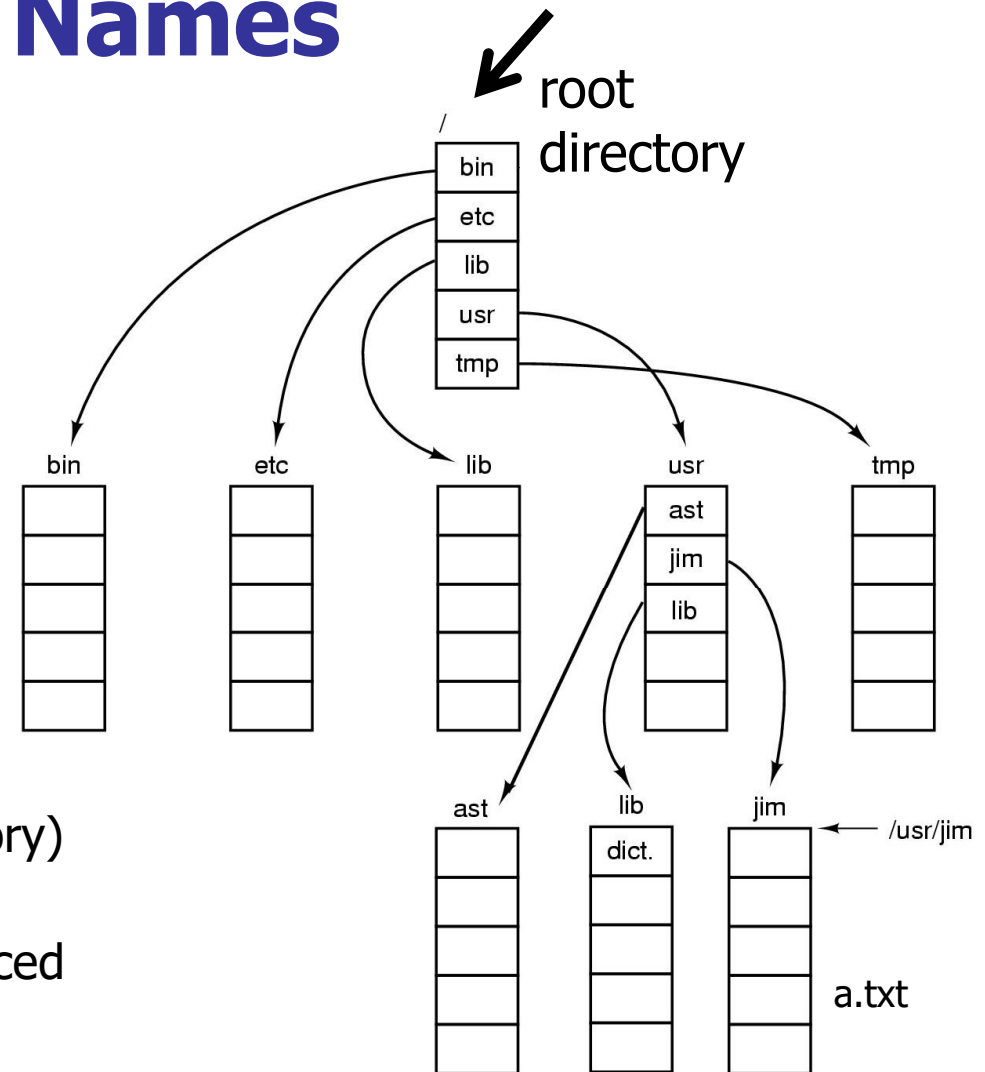 Names
root
directory
/
bin
etc
lib
usr
tmp
bin
etc
lib
usr
tmp
ast
jim
lib
ast
lib
jim
ory)
/usr/jim
dict.
ced
a.txt